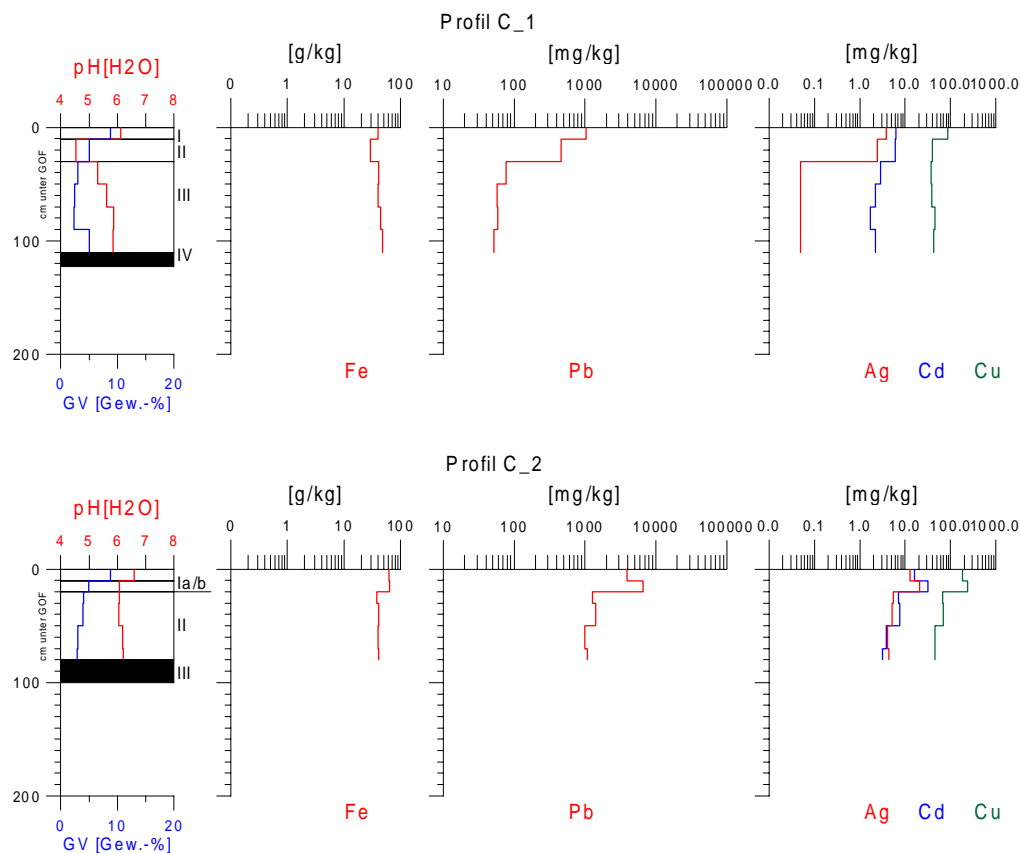 Profil C_1
[g/kg] [mg/kg] [mg/kg]
pH[H2O]
4 5 6 7 8 0 1 10 100 10 100 1000 10000 100000 0.0 0.1 1.0 10.0 100.0 1000.0
0 I
II
cm unter GOF
III
100 IV
200
Fe Pb Ag Cd Cu
0 10 20
GV [Gew.-%]
Profil C_2
[g/kg] [mg/kg] [mg/kg]
pH[H2O]
4 5 6 7 8 0 1 10 100 10 100 1000 10000 100000 0.0 0.1 1.0 10.0 100.0 1000.0
0 Ia/b
cm unter GOF
II
100 III
200
Fe Pb Ag Cd Cu
0 10 20
GV [Gew.-%]